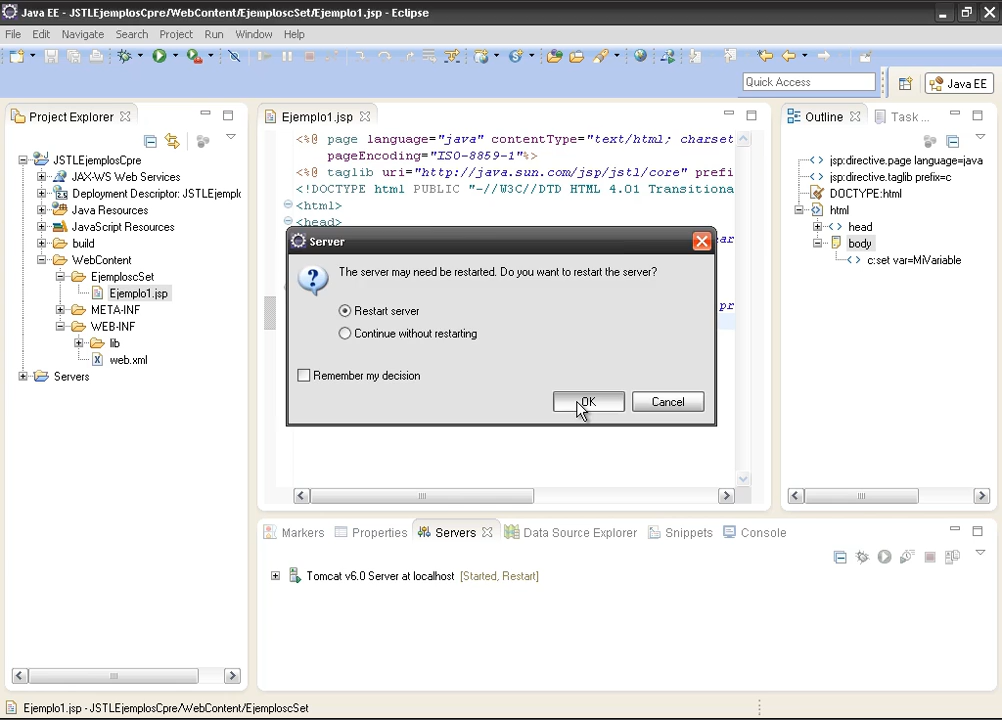 Java EE - JSTLEjemplosCpre/WebContent/EjemploscSet/Ejemplo1.jsp - Eclipse
File Edit Navigate Search Project Run Window Help
Quick Access
Java EE
Project Explorer
JSTLEjemplosCpre
JAX-WS Web Services
Deployment Descriptor: JSTLEjempl
Java Resources
JavaScript Resources
build
WebContent
EjemploscSet
Ejemplo1.jsp
META-INF
WEB-INF
lib
web.xml
Servers
Ejemplo1.jsp
<%@ page language="java" contentType="text/html; charset
pageEncoding="ISO-8859-1"%>
<%@ taglib uri="http://java.sun.com/jsp/jstl/core" prefi
<!DOCTYPE html PUBLIC "-//W3C//DTD HTML 4.01 Transitiona
<html>
<head>
ar
pr
Server
The server may need be restarted. Do you want to restart the server?
Restart server
Continue without restarting
Remember my decision
OK
Cancel
Outline
Task ...
jsp:directive.page language=java
jsp:directive.taglib prefix=c
DOCTYPE:html
html
head
body
c:set var=MiVariable
Markers
Properties
Servers
Data Source Explorer
Snippets
Console
Tomcat v6.0 Server at localhost [Started, Restart]
Ejemplo1.jsp - JSTLEjemplosCpre/WebContent/EjemploscSet